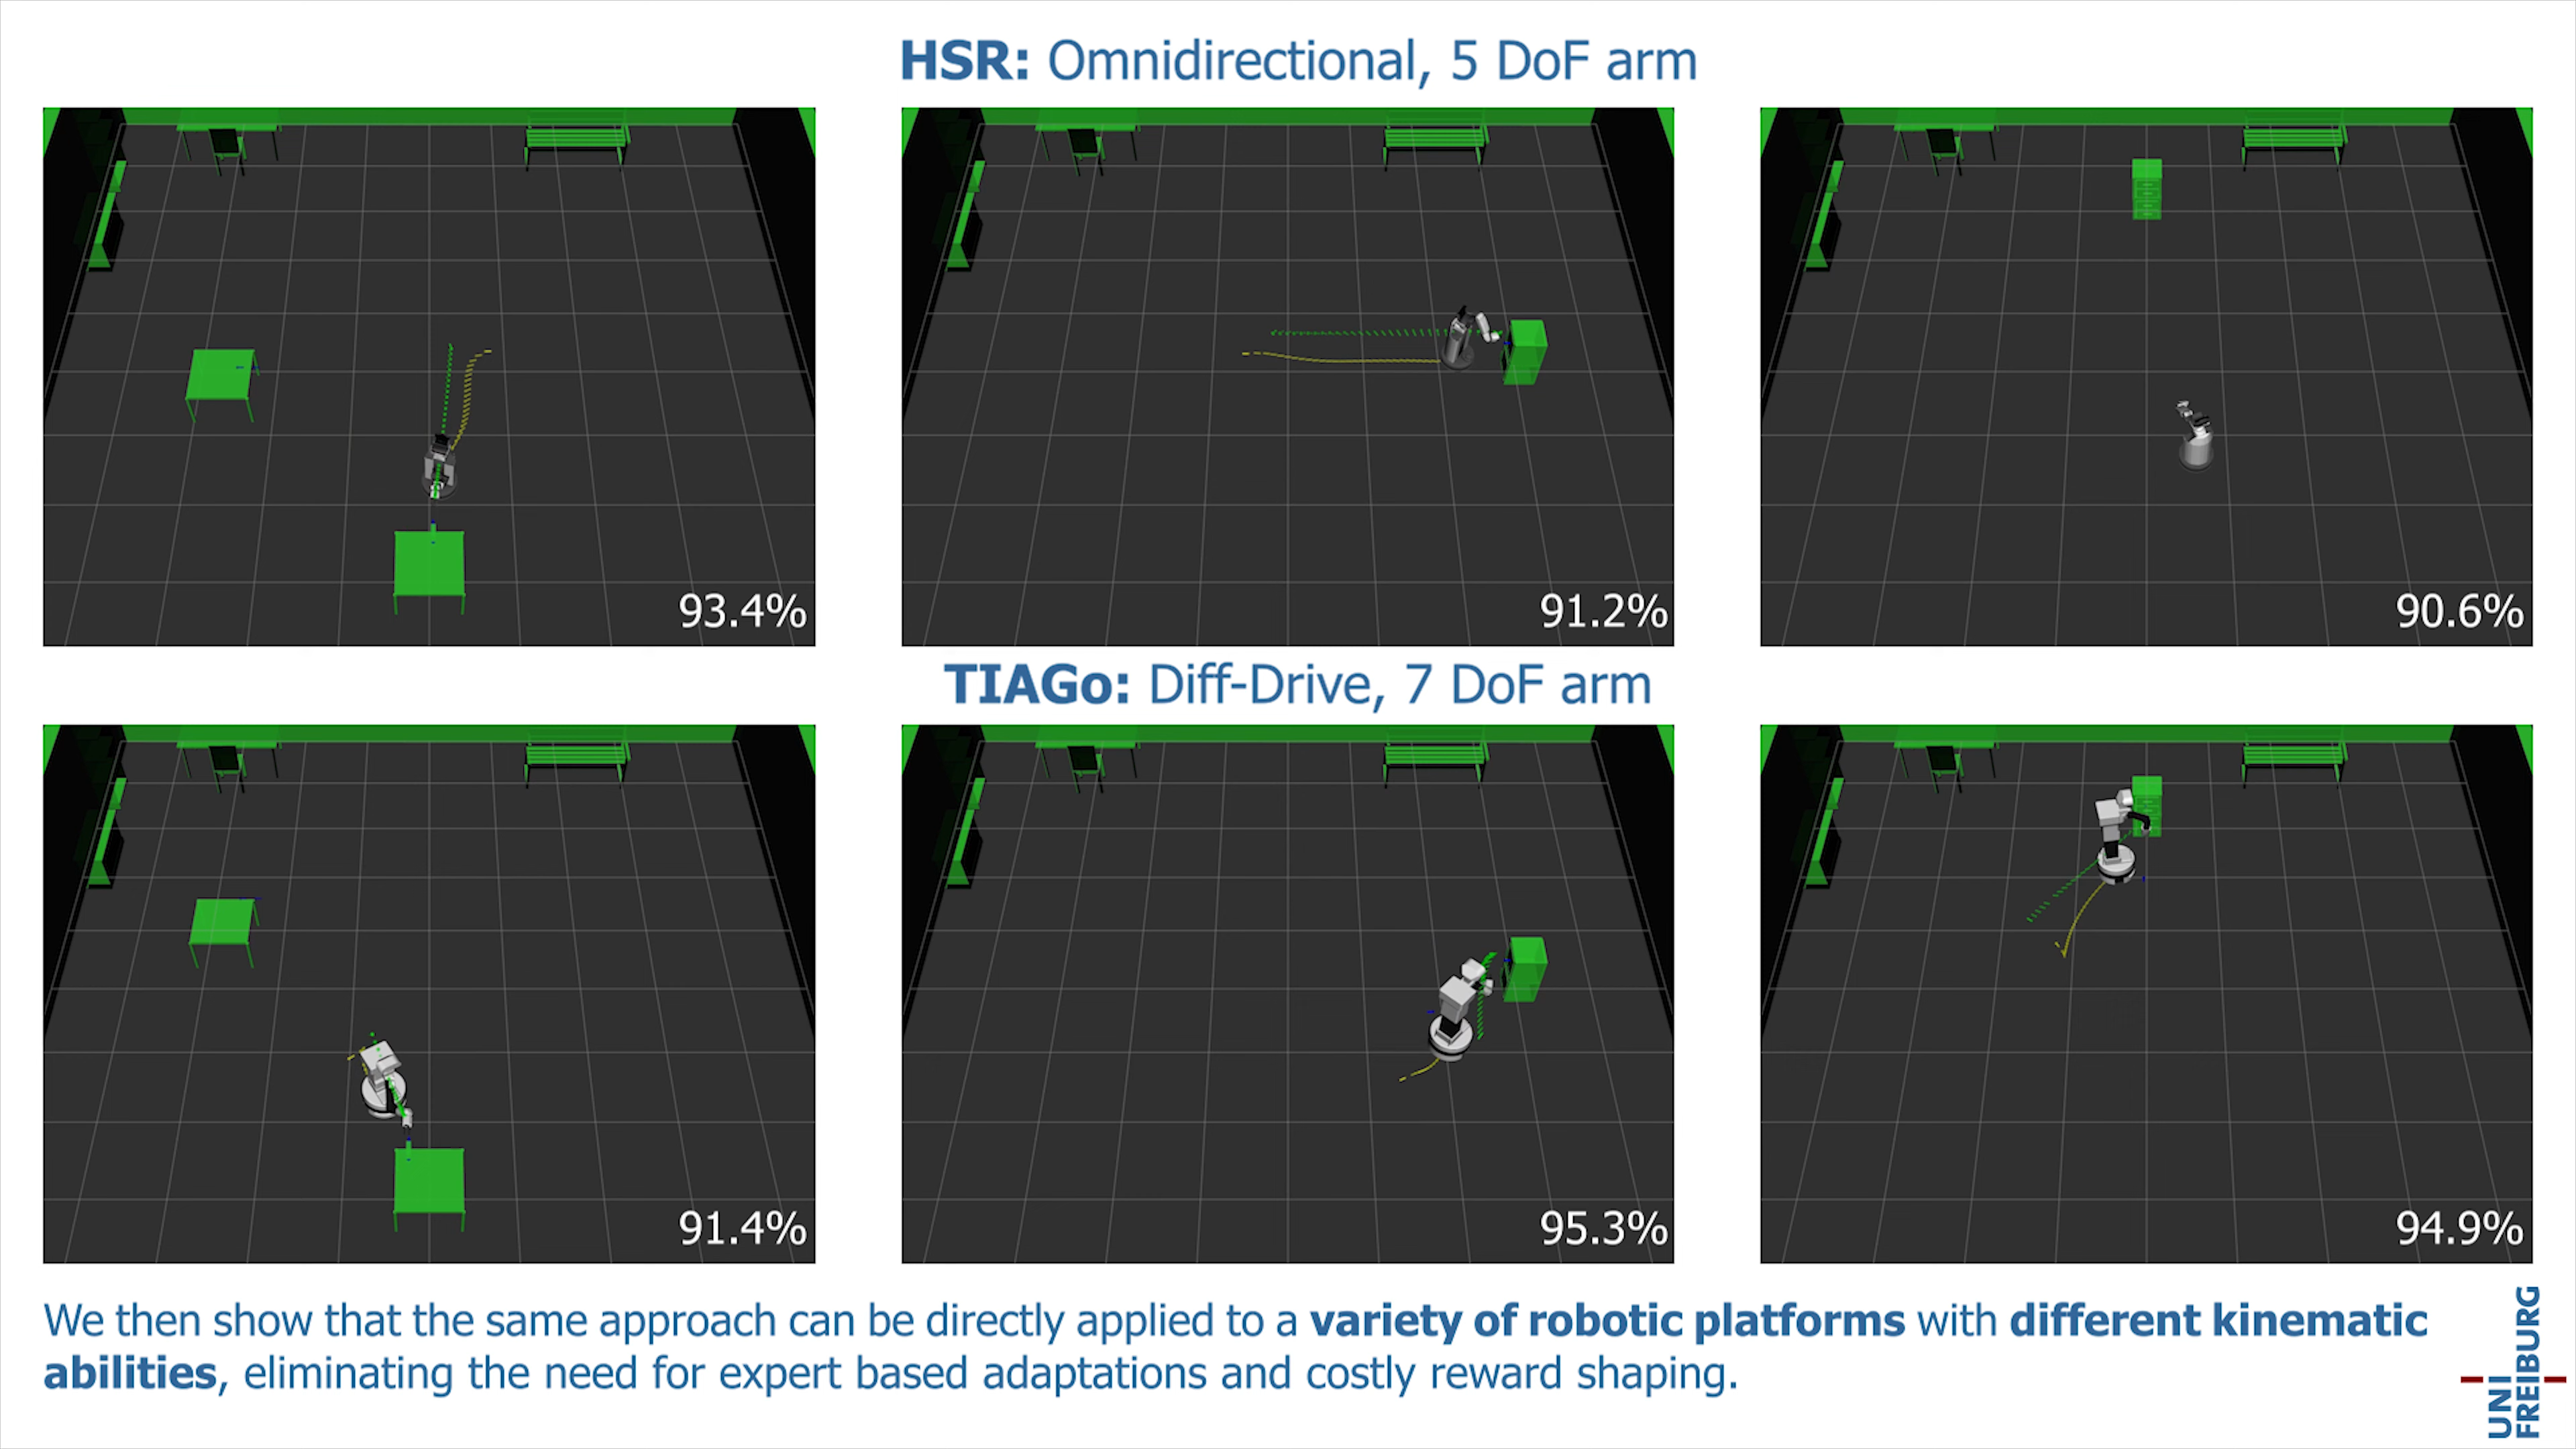 HSR: Omnidirectional, 5 DoF arm
93.4%
91.2%
90.6%
TIAGo: Diff-Drive, 7 DoF arm
91.4%
95.3%
94.9%
We then show that the same approach can be directly applied to a variety of robotic platforms with different kinematic
abilities, eliminating the need for expert based adaptations and costly reward shaping.
UNI
FREIBURG